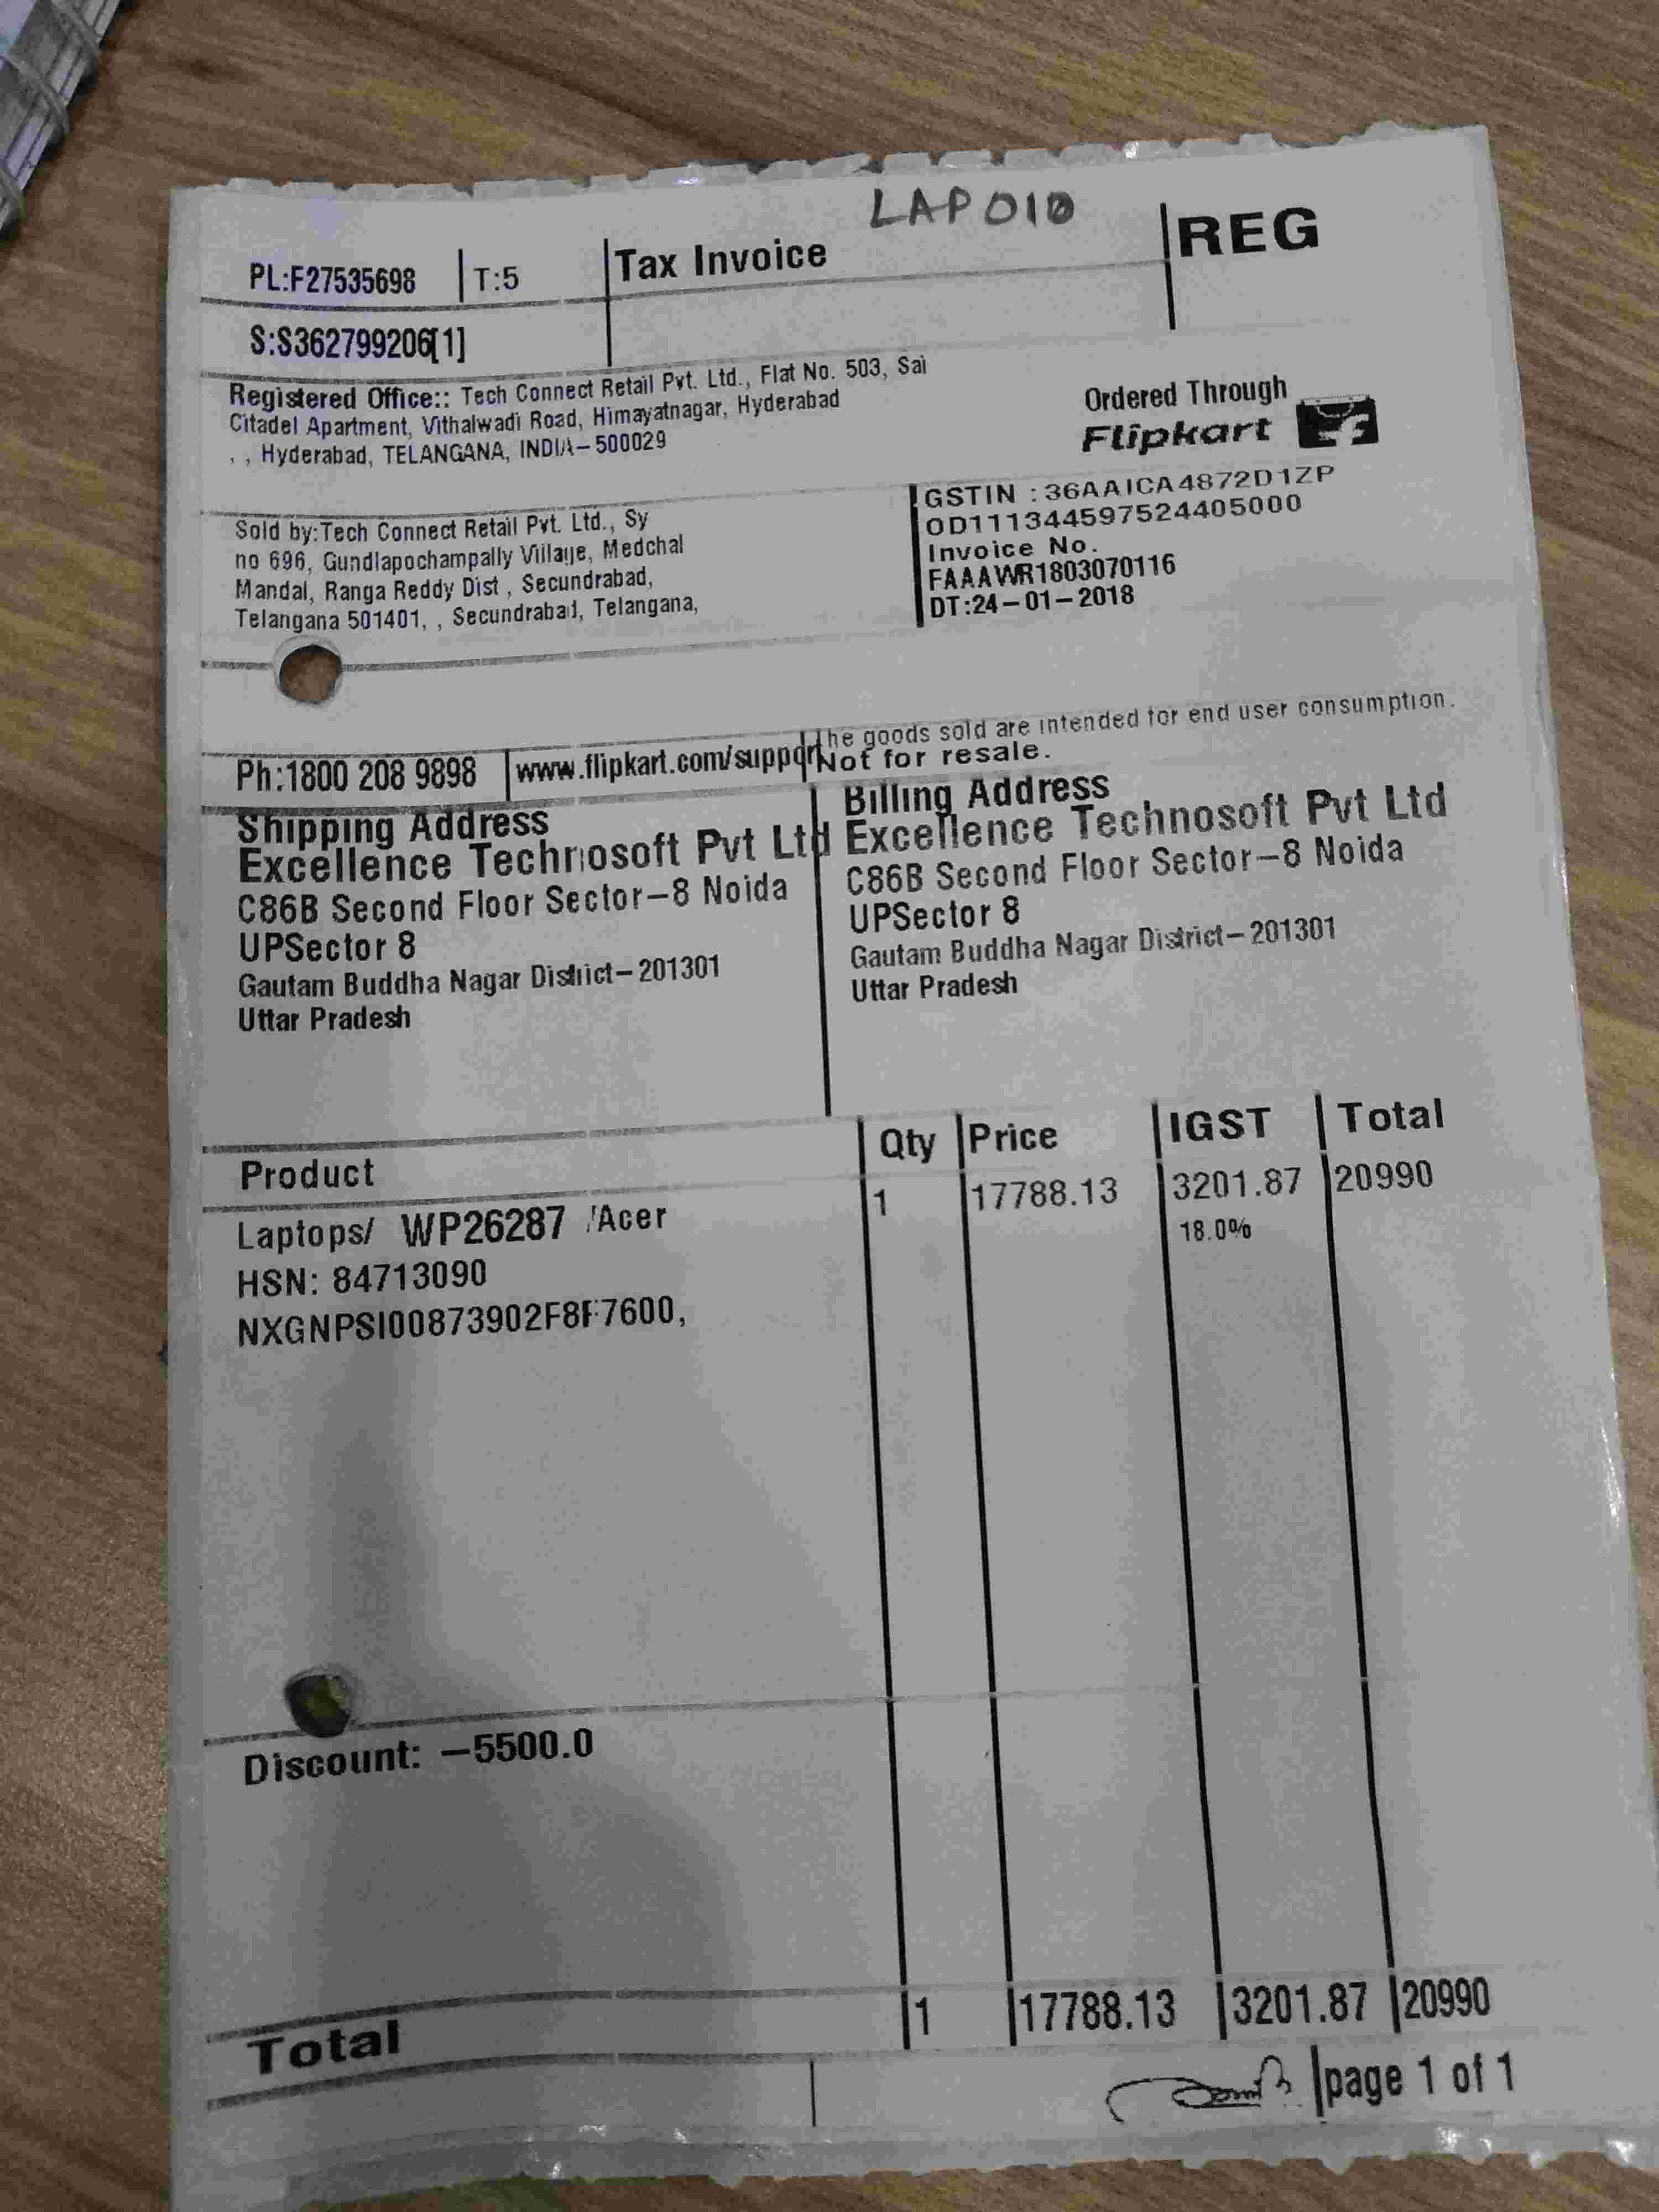 LAP010
PL:F27535698 T:5 Tax Invoice REG
S:S362799206[1]
Registered Office:: Tech Connect Retail Pvt. Ltd., Flat No. 503, Sai
Citadel Apartment, Vithalwadi Road, Himayatnagar, Hyderabad
, , Hyderabad, TELANGANA, INDIA-500029
Ordered Through
Flipkart
Sold by:Tech Connect Retail Pvt. Ltd., Sy
no 696, Gundlapochampally Village, Medchal
Mandal, Ranga Reddy Dist , Secundrabad,
Telangana 501401, , Secundrabad, Telangana,
GSTIN :36AAICA4872D1ZP
OD111344597524405000
Invoice No.
FAAAWR1803070116
DT:24-01-2018
Ph:1800 208 9898 www.flipkart.com/support
The goods sold are intended for end user consumption.
Not for resale.
Shipping Address
Excellence Technosoft Pvt Ltd
C86B Second Floor Sector-8 Noida
UPSector 8
Gautam Buddha Nagar District-201301
Uttar Pradesh
Billing Address
Excellence Technosoft Pvt Ltd
C86B Second Floor Sector-8 Noida
UPSector 8
Gautam Buddha Nagar District-201301
Uttar Pradesh
Product Qty Price IGST Total
Laptops/ WP26287 /Acer 1 17788.13 3201.87 20990
18.0%
HSN: 84713090
NXGNPSI00873902F8F7600,
Discount: -5500.0
Total 1 17788.13 3201.87 20990
page 1 of 1